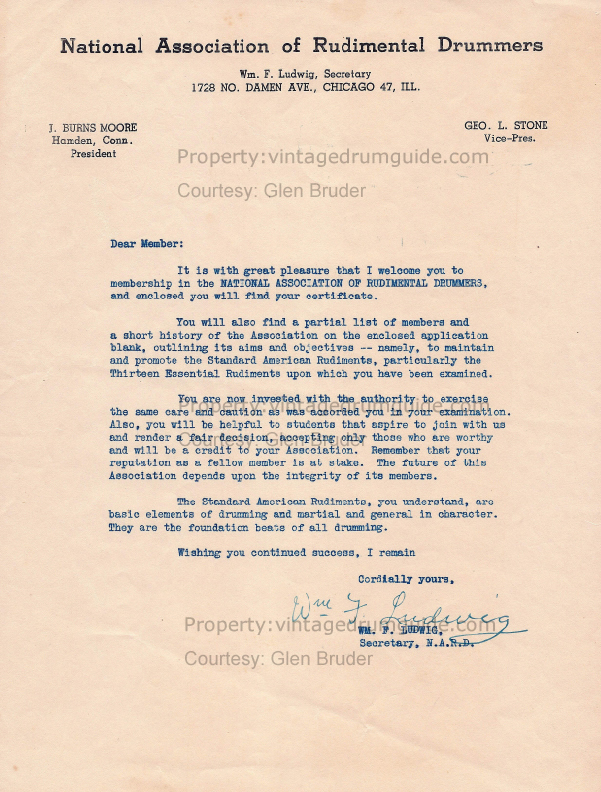 National Association of Rudimental Drummers
Wm. F. Ludwig, Secretary
1728 NO. DAMEN AVE., CHICAGO 47, ILL.
J. BURNS MOORE
Hamden, Conn.
President
GEO. L. STONE
Vice-Pres.
Property:vintagedrumguide.com
Courtesy: Glen Bruder
Dear Member:
It is with great pleasure that I welcome you to
membership in the NATIONAL ASSOCIATION OF RUDIMENTAL DRUMMERS,
and enclosed you will find your certificate.
You will also find a partial list of members and
a short history of the Association on the enclosed application
blank, outlining its aims and objectives -- namely, to maintain
and promote the Standard American Rudiments, particularly the
Thirteen Essential Rudiments upon which you have been examined.
You are now invested with the authority to exercise
Property:vintagedrumguide.com
the same care and caution as was accorded you in your examination.
Also, you will be helpful to students that aspire to join with us
and render a fair decision, accepting only those who are worthy
Courtesy: Glen Bruder
and will be a credit to your Association. Remember that your
reputation as a fellow member is at stake. The future of this
Association depends upon the integrity of its members.
The Standard American Rudiments, you understand, are
basic elements of drumming and martial and general in character.
They are the foundation beats of all drumming.
Wishing you continued success, I remain
Cordially yours,
Wm F Ludwig
Property:vintagedrumguide.com
WM. F. LUDWIG,
Secretary, N.A.R.D.
Courtesy: Glen Bruder